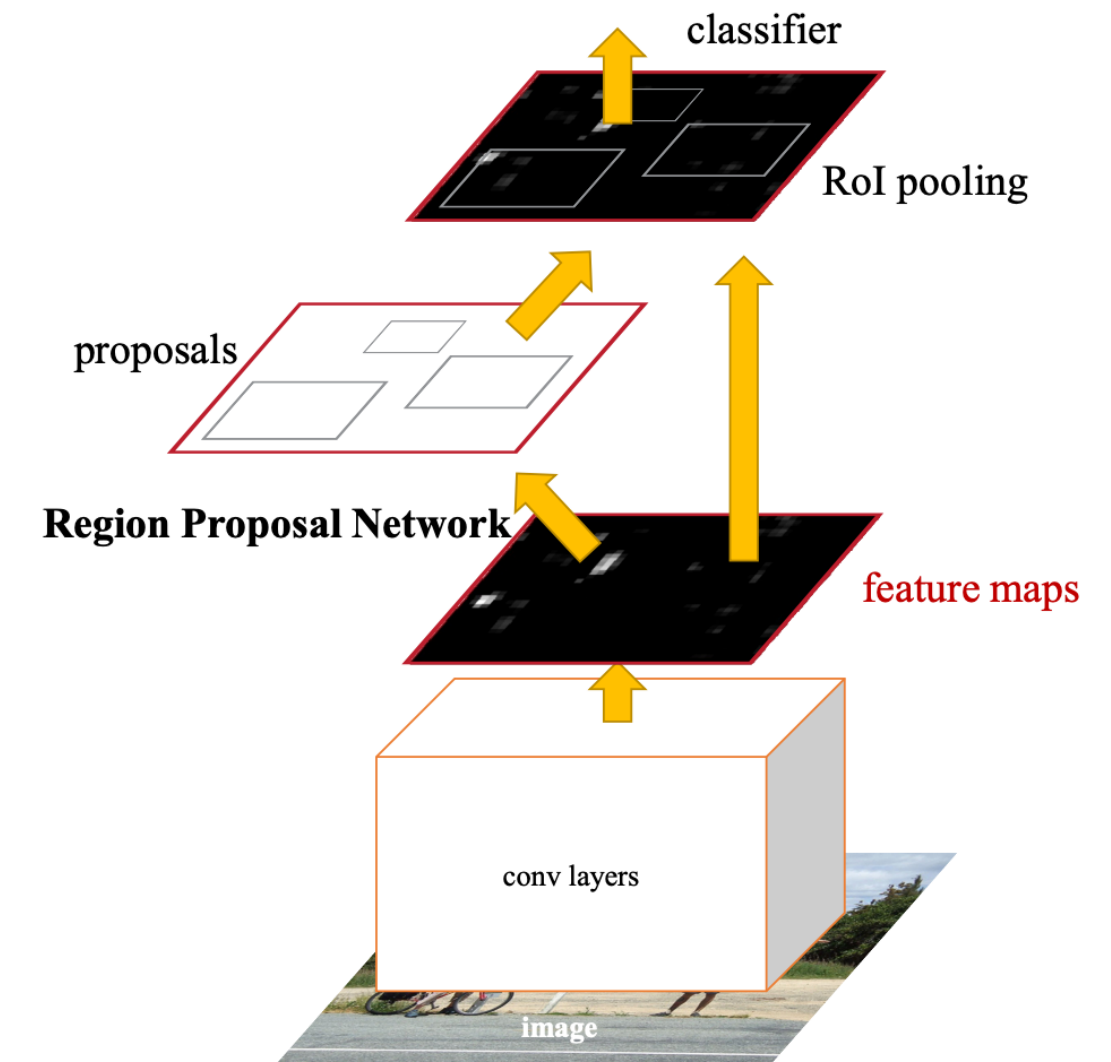 classifier
RoI pooling
proposals
Region Proposal Network
feature maps
conv layers
image